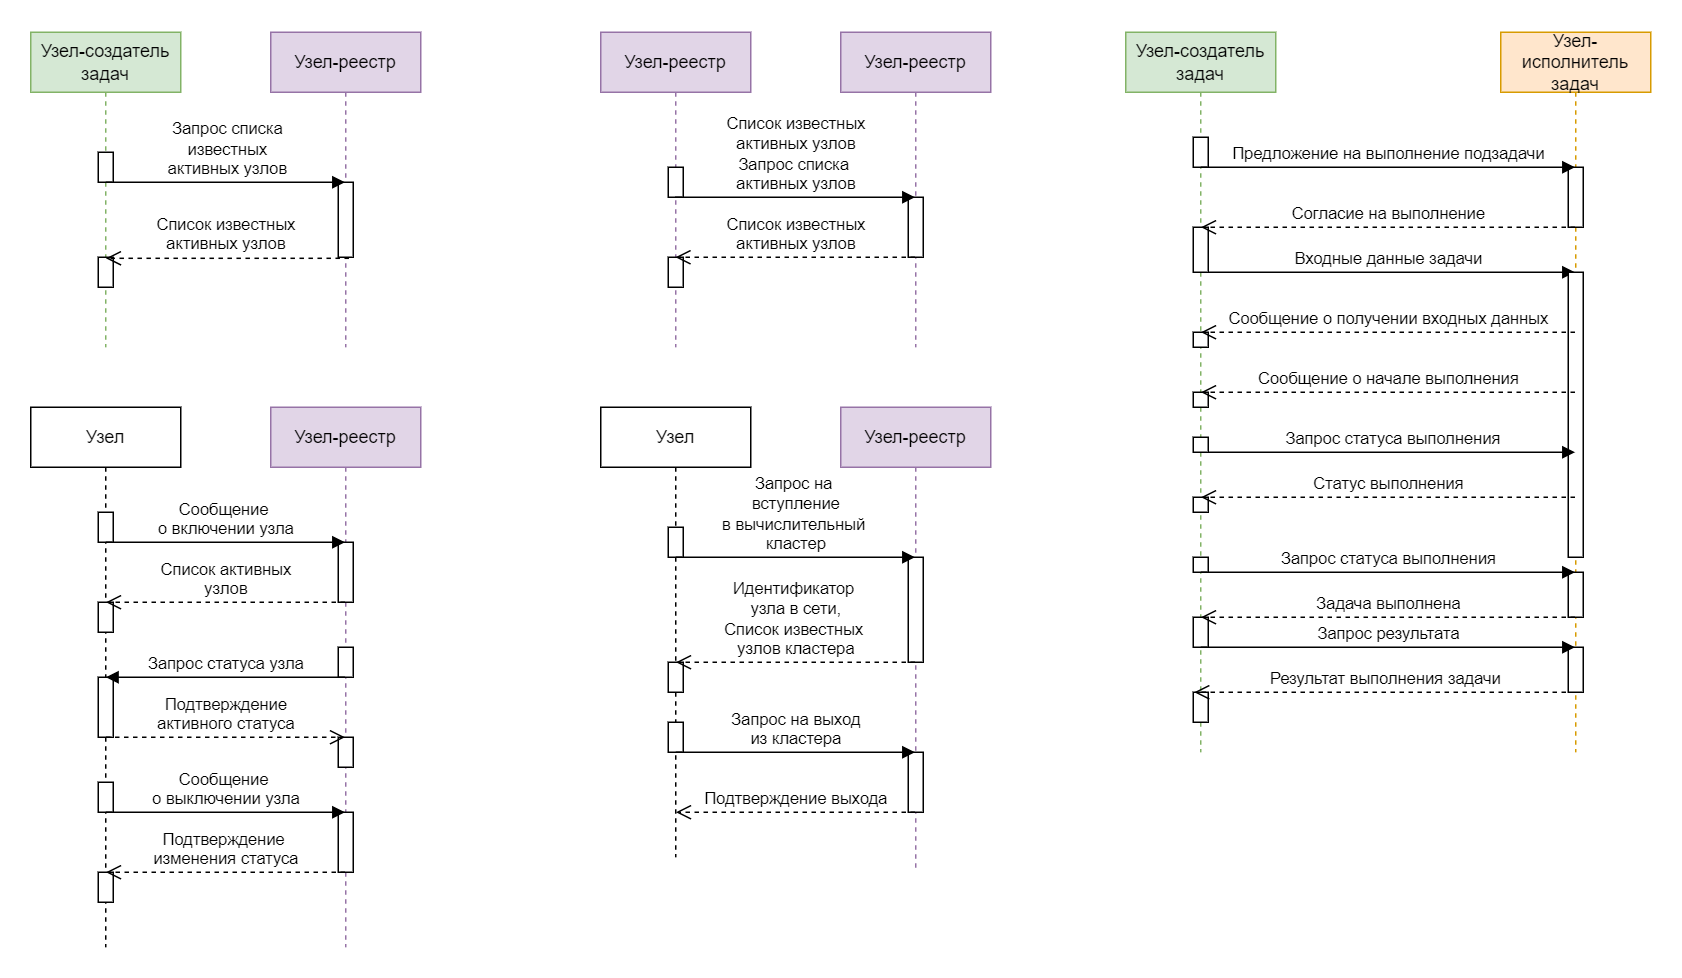 Узел-создатель
задач
Узел-реестр
Запрос списка
известных
активных узлов
Список известных
активных узлов
Узел-реестр
Узел-реестр
Список известных
активных узлов
Запрос списка
активных узлов
Список известных
активных узлов
Узел-создатель
задач
Узел-
исполнитель
задач
Предложение на выполнение подзадачи
Согласие на выполнение
Входные данные задачи
Сообщение о получении входных данных
Сообщение о начале выполнения
Запрос статуса выполнения
Статус выполнения
Запрос статуса выполнения
Задача выполнена
Запрос результата
Результат выполнения задачи
Узел
Узел-реестр
Сообщение
о включении узла
Список активных
узлов
Запрос статуса узла
Подтверждение
активного статуса
Сообщение
о выключении узла
Подтверждение
изменения статуса
Узел
Узел-реестр
Запрос на
вступление
в вычислительный
кластер
Идентификатор
узла в сети,
Список известных
узлов кластера
Запрос на выход
из кластера
Подтверждение выхода